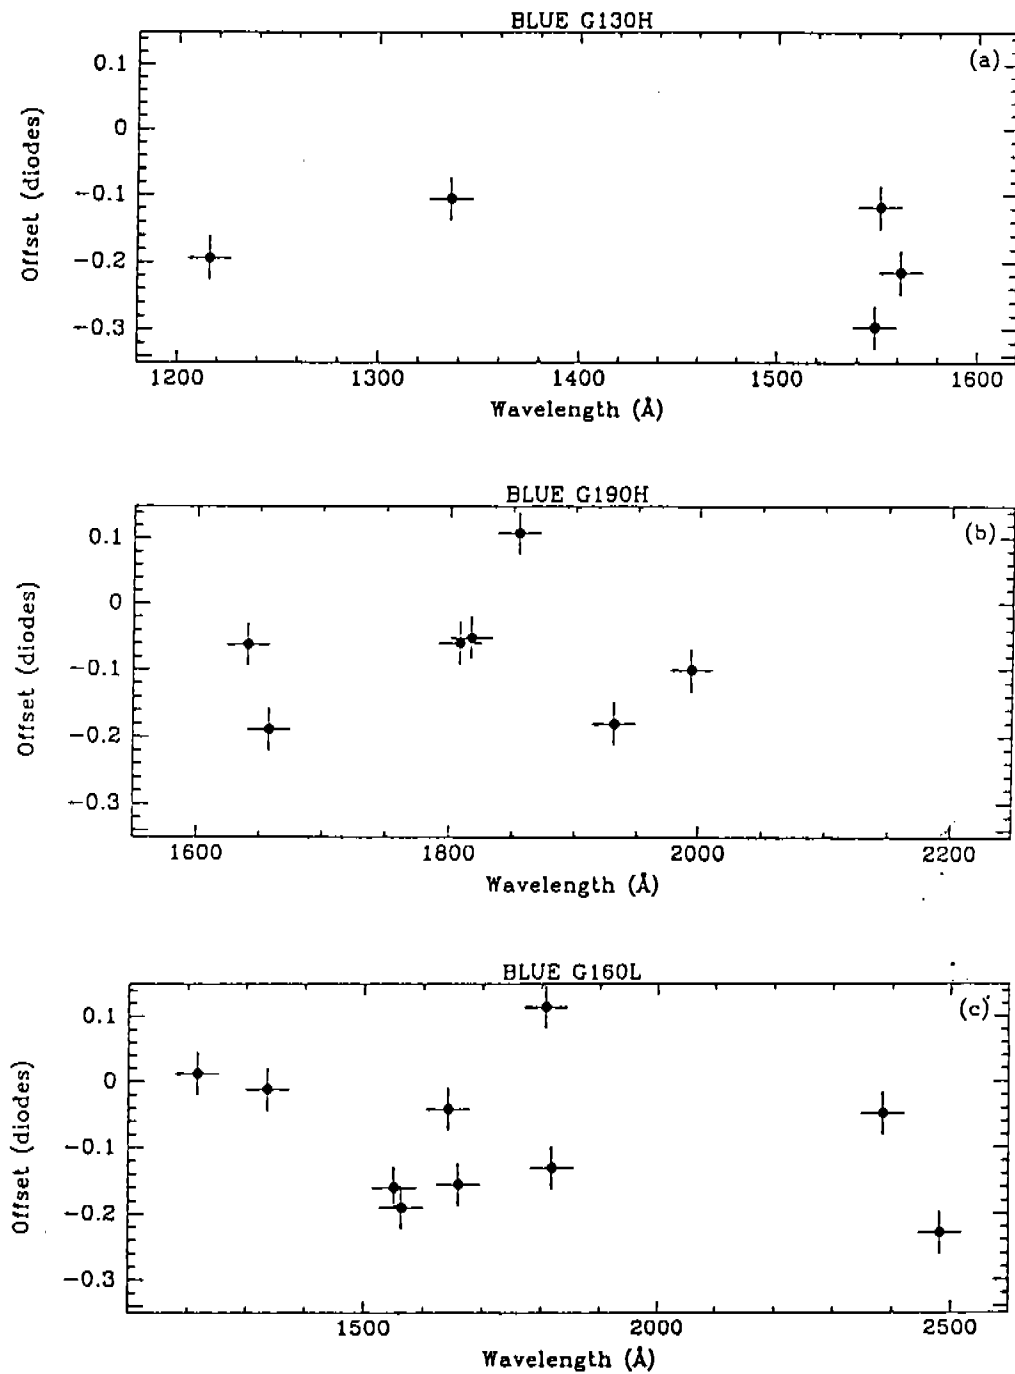 BLUE G130H
(a)
0.1
0
-0.1
-0.2
-0.3
Offset (diodes)
1200 1300 1400 1500 1600
Wavelength (Å)
BLUE G190H
(b)
0.1
0
-0.1
-0.2
-0.3
Offset (diodes)
1600 1800 2000 2200
Wavelength (Å)
BLUE G160L
(c)
0.1
0
-0.1
-0.2
-0.3
Offset (diodes)
1500 2000 2500
Wavelength (Å)